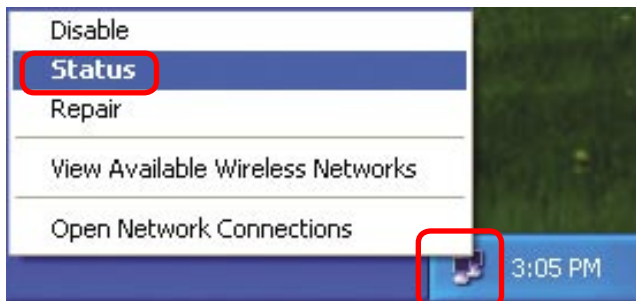 Disable
Status
Repair
View Available Wireless Networks
Open Network Connections
3:05 PM